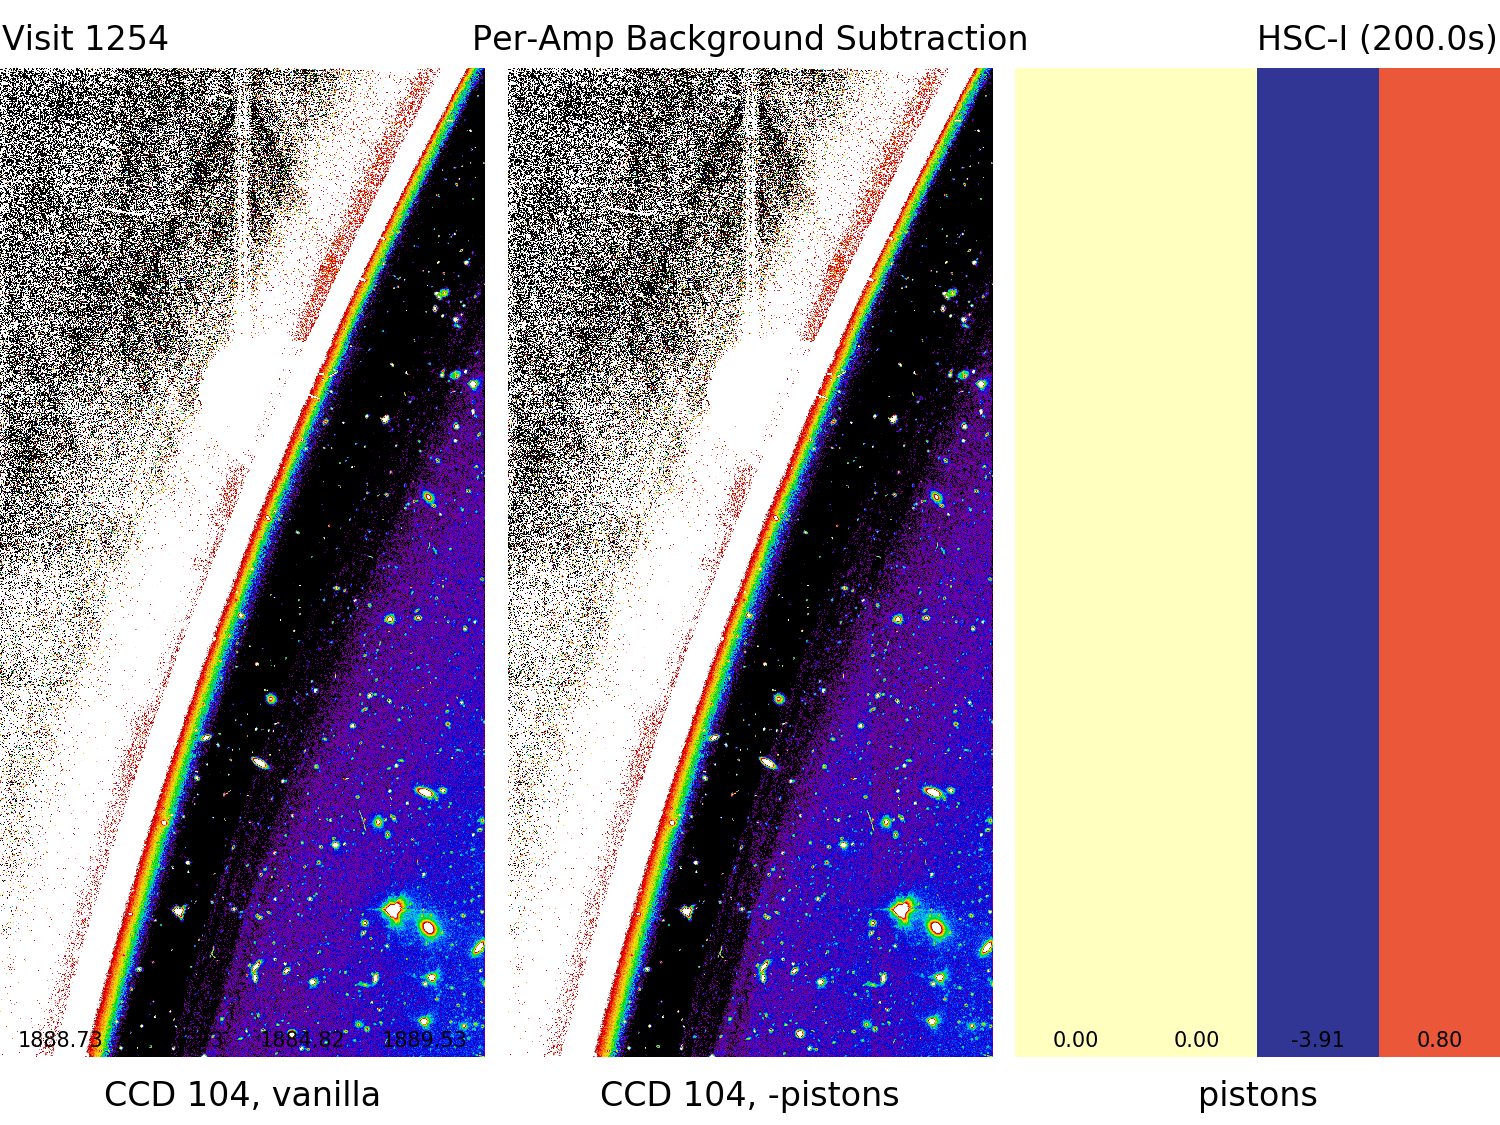 Visit 1254 Per-Amp Background Subtraction HSC-I (200.0s)
1888.73 1884.82 1889.53 0.00 0.00 -3.91 0.80
CCD 104, vanilla CCD 104, -pistons pistons